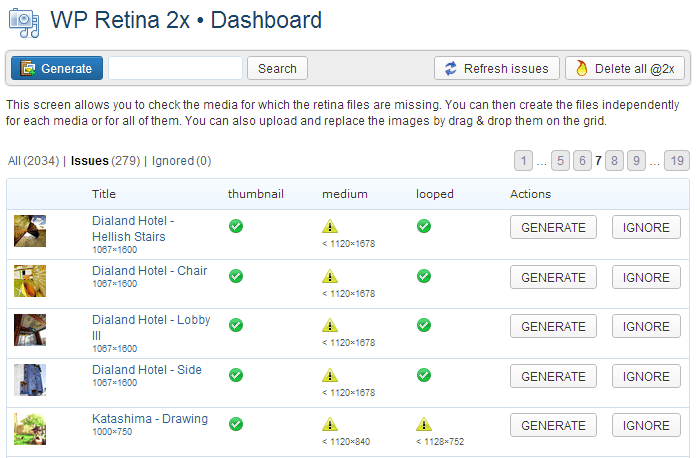 WP Retina 2x • Dashboard
Generate Search Refresh issues Delete all @2x
This screen allows you to check the media for which the retina files are missing. You can then create the files independently
for each media or for all of them. You can also upload and replace the images by drag & drop them on the grid.
All (2034) | Issues (279) | Ignored (0) 1 ... 5 6 7 8 9 ... 19
Title thumbnail medium looped Actions
Dialand Hotel -
Hellish Stairs
1067×1600
< 1120×1678
GENERATE IGNORE
Dialand Hotel - Chair
1067×1600
< 1120×1678
GENERATE IGNORE
Dialand Hotel - Lobby
III
1067×1600
< 1120×1678
GENERATE IGNORE
Dialand Hotel - Side
1067×1600
< 1120×1678
GENERATE IGNORE
Katashima - Drawing
1000×750
< 1120×840 < 1128×752
GENERATE IGNORE